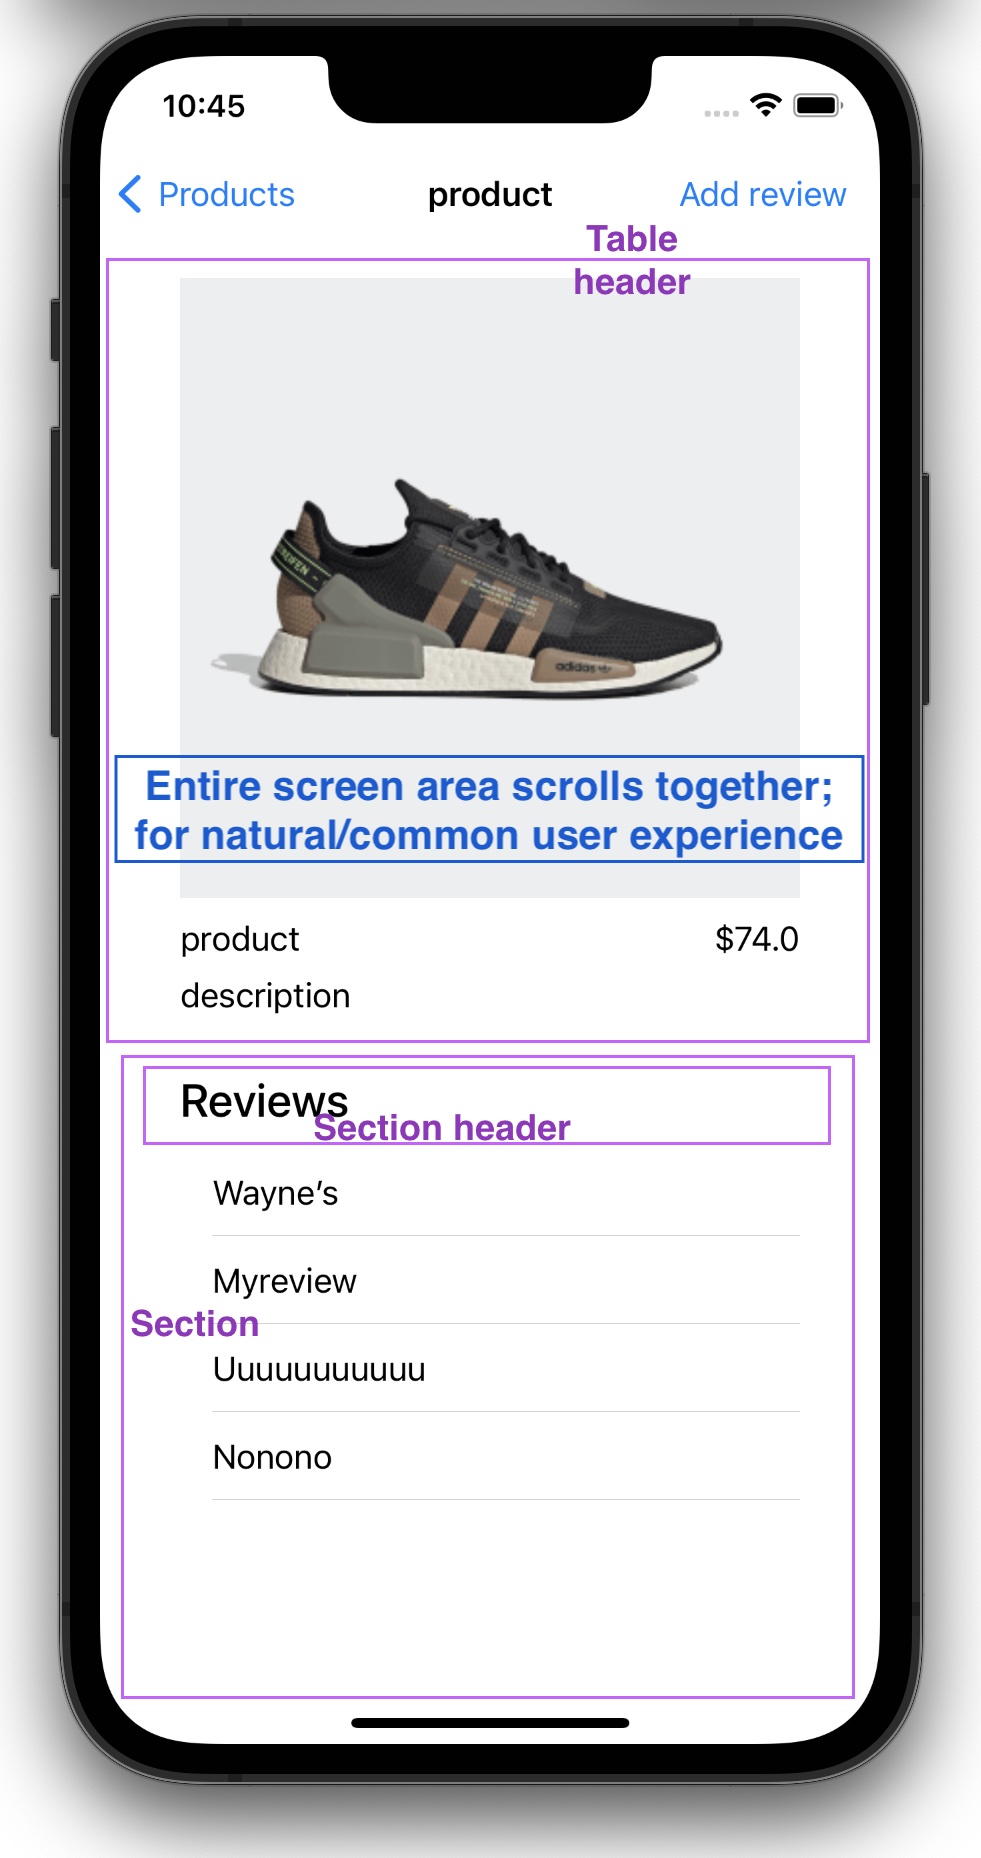 10:45
Products product Add review
Table
header
adidas
Entire screen area scrolls together;
for natural/common user experience
product $74.0
description
Reviews
Section header
Wayne’s
Myreview
Section
Uuuuuuuuuu
Nonono